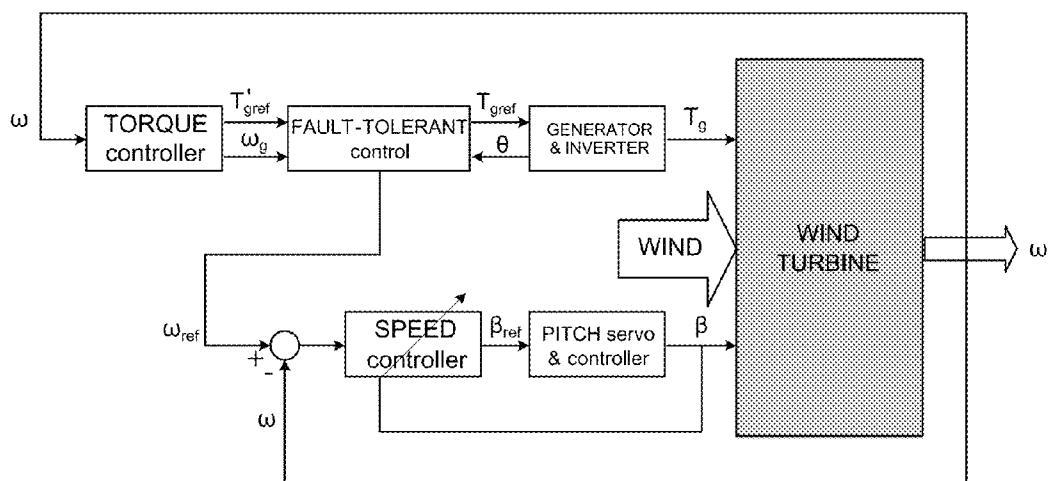 ω
TORQUE
controller
T'gref
ωg
FAULT-TOLERANT
control
Tgref
θ
GENERATOR
& INVERTER
Tg
WIND
WIND
TURBINE
ω
ωref
+
-
ω
SPEED
controller
βref
PITCH servo
& controller
β